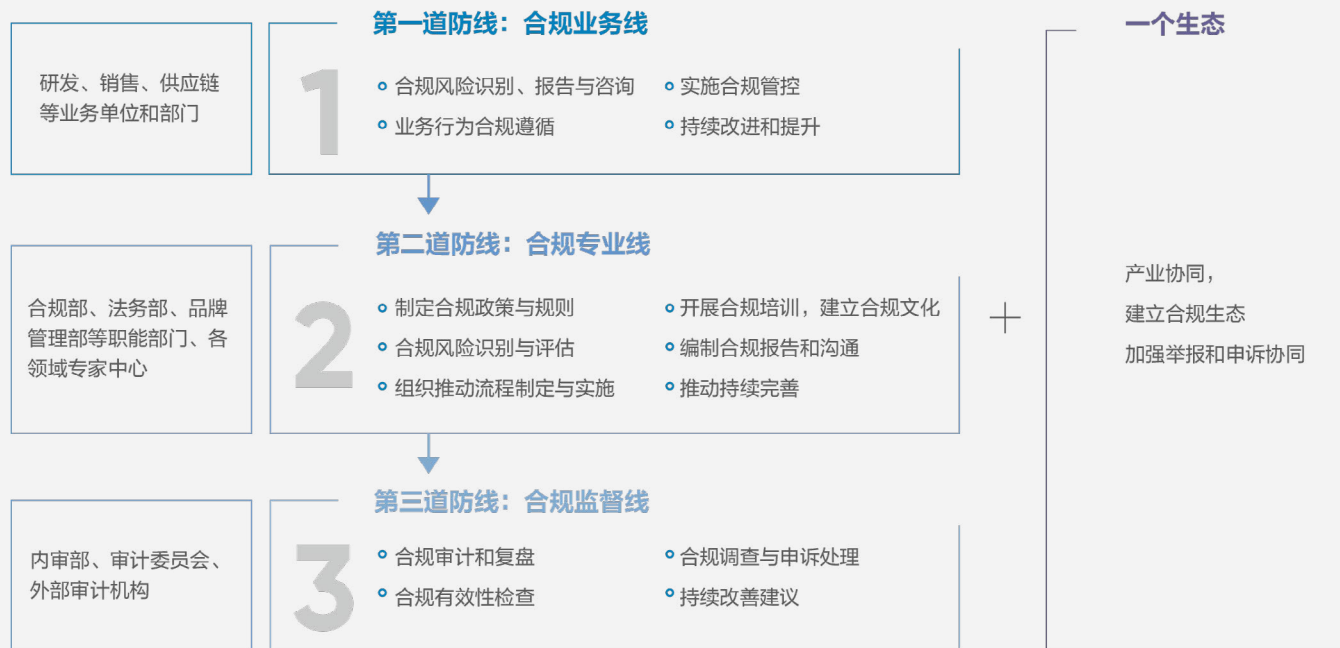 第一道防线：合规业务线
研发、销售、供应链
等业务单位和部门
1
合规风险识别、报告与咨询
实施合规管控
业务行为合规遵循
持续改进和提升
第二道防线：合规专业线
合规部、法务部、品牌
管理部等职能部门、各
领域专家中心
2
制定合规政策与规则
开展合规培训，建立合规文化
合规风险识别与评估
编制合规报告和沟通
组织推动流程制定与实施
推动持续完善
第三道防线：合规监督线
内审部、审计委员会、
外部审计机构
3
合规审计和复盘
合规调查与申诉处理
合规有效性检查
持续改善建议
+
一个生态
产业协同，
建立合规生态
加强举报和申诉协同